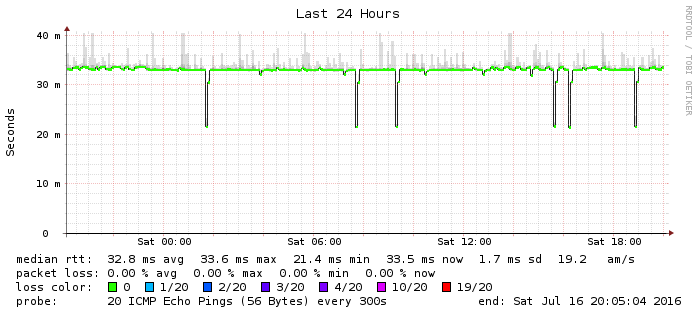 Last 24 Hours
RRDTOOL / TOBI OETIKER
Seconds
40 m
30 m
20 m
10 m
0
Sat 00:00 Sat 06:00 Sat 12:00 Sat 18:00
median rtt: 32.8 ms avg 33.6 ms max 21.4 ms min 33.5 ms now 1.7 ms sd 19.2 am/s
packet loss: 0.00 % avg 0.00 % max 0.00 % min 0.00 % now
loss color: 0 1/20 2/20 3/20 4/20 10/20 19/20
probe: 20 ICMP Echo Pings (56 Bytes) every 300s end: Sat Jul 16 20:05:04 2016